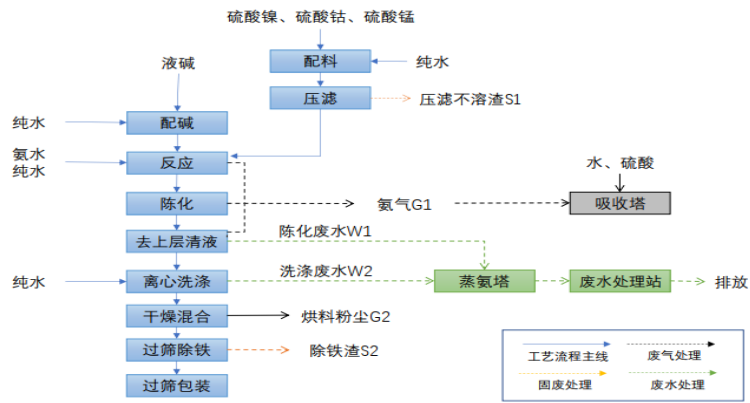 硫酸镍、硫酸钴、硫酸锰
配料
纯水
液碱
压滤
压滤不溶渣S1
纯水
配碱
氨水
纯水
反应
水、硫酸
陈化
氨气G1
吸收塔
去上层清液
陈化废水W1
纯水
离心洗涤
洗涤废水W2
蒸氨塔
废水处理站
排放
干燥混合
烘料粉尘G2
过筛除铁
除铁渣S2
过筛包装
工艺流程主线
废气处理
固废处理
废水处理